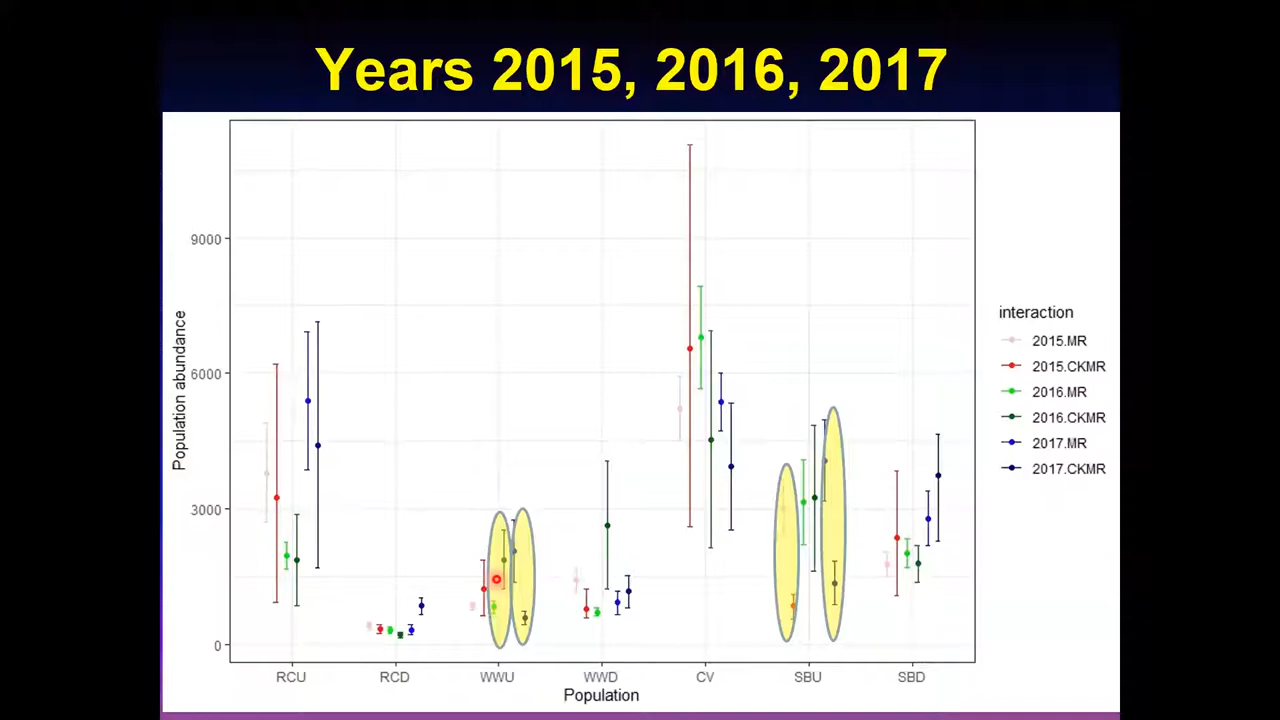 Years 2015, 2016, 2017
Population abundance
9000
6000
3000
0
RCU
RCD
WWU
WWD
CV
SBU
SBD
Population
interaction
2015.MR
2015.CKMR
2016.MR
2016.CKMR
2017.MR
2017.CKMR